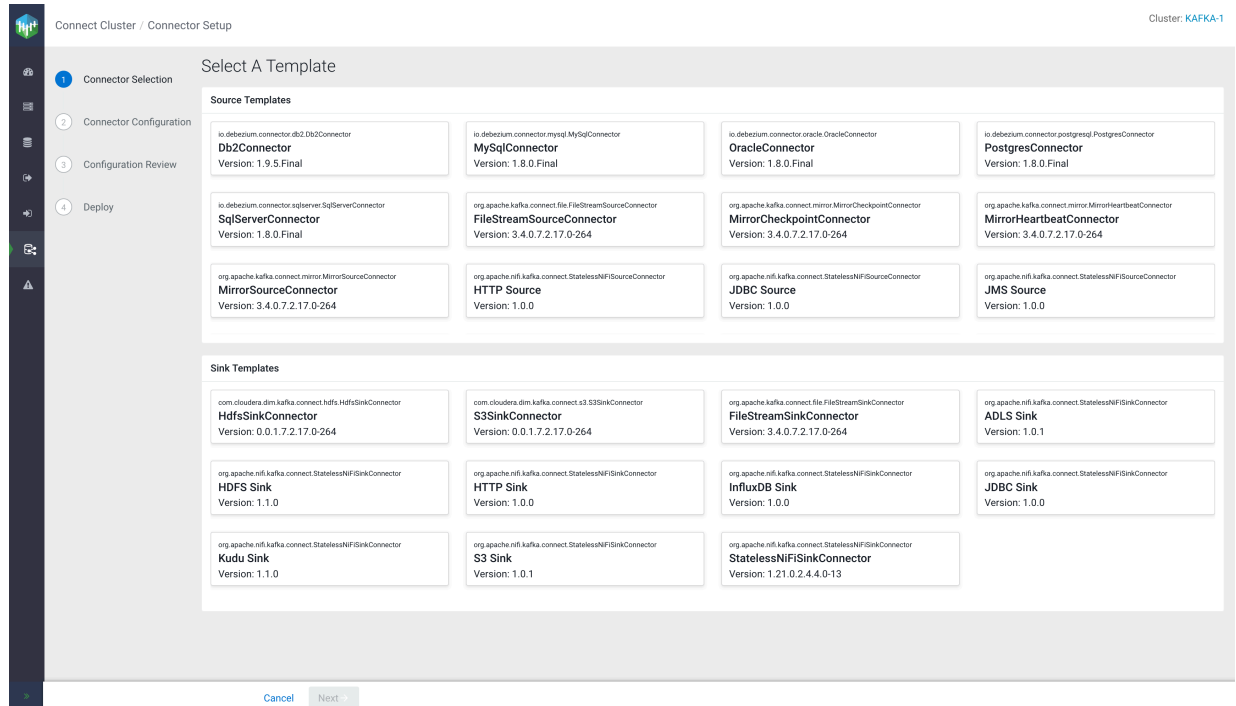 Connect Cluster / Connector Setup
Cluster: KAFKA-1
1 Connector Selection
2 Connector Configuration
3 Configuration Review
4 Deploy
Select A Template
Source Templates
io.debezium.connector.db2.Db2Connector
Db2Connector
Version: 1.9.5.Final
io.debezium.connector.mysql.MySqlConnector
MySqlConnector
Version: 1.8.0.Final
io.debezium.connector.oracle.OracleConnector
OracleConnector
Version: 1.8.0.Final
io.debezium.connector.postgresql.PostgresConnector
PostgresConnector
Version: 1.8.0.Final
io.debezium.connector.sqlserver.SqlServerConnector
SqlServerConnector
Version: 1.8.0.Final
org.apache.kafka.connect.file.FileStreamSourceConnector
FileStreamSourceConnector
Version: 3.4.0.7.2.17.0-264
org.apache.kafka.connect.mirror.MirrorCheckpointConnector
MirrorCheckpointConnector
Version: 3.4.0.7.2.17.0-264
org.apache.kafka.connect.mirror.MirrorHeartbeatConnector
MirrorHeartbeatConnector
Version: 3.4.0.7.2.17.0-264
org.apache.kafka.connect.mirror.MirrorSourceConnector
MirrorSourceConnector
Version: 3.4.0.7.2.17.0-264
org.apache.nifi.kafka.connect.StatelessNiFiSourceConnector
HTTP Source
Version: 1.0.0
org.apache.nifi.kafka.connect.StatelessNiFiSourceConnector
JDBC Source
Version: 1.0.0
org.apache.nifi.kafka.connect.StatelessNiFiSourceConnector
JMS Source
Version: 1.0.0
Sink Templates
com.cloudera.dim.kafka.connect.hdfs.HdfsSinkConnector
HdfsSinkConnector
Version: 0.0.1.7.2.17.0-264
com.cloudera.dim.kafka.connect.s3.S3SinkConnector
S3SinkConnector
Version: 0.0.1.7.2.17.0-264
org.apache.kafka.connect.file.FileStreamSinkConnector
FileStreamSinkConnector
Version: 3.4.0.7.2.17.0-264
org.apache.nifi.kafka.connect.StatelessNiFiSinkConnector
ADLS Sink
Version: 1.0.1
org.apache.nifi.kafka.connect.StatelessNiFiSinkConnector
HDFS Sink
Version: 1.1.0
org.apache.nifi.kafka.connect.StatelessNiFiSinkConnector
HTTP Sink
Version: 1.0.0
org.apache.nifi.kafka.connect.StatelessNiFiSinkConnector
InfluxDB Sink
Version: 1.0.0
org.apache.nifi.kafka.connect.StatelessNiFiSinkConnector
JDBC Sink
Version: 1.0.0
org.apache.nifi.kafka.connect.StatelessNiFiSinkConnector
Kudu Sink
Version: 1.1.0
org.apache.nifi.kafka.connect.StatelessNiFiSinkConnector
S3 Sink
Version: 1.0.1
org.apache.nifi.kafka.connect.StatelessNiFiSinkConnector
StatelessNiFiSinkConnector
Version: 1.21.0.2.4.4.0-13
Cancel
Next